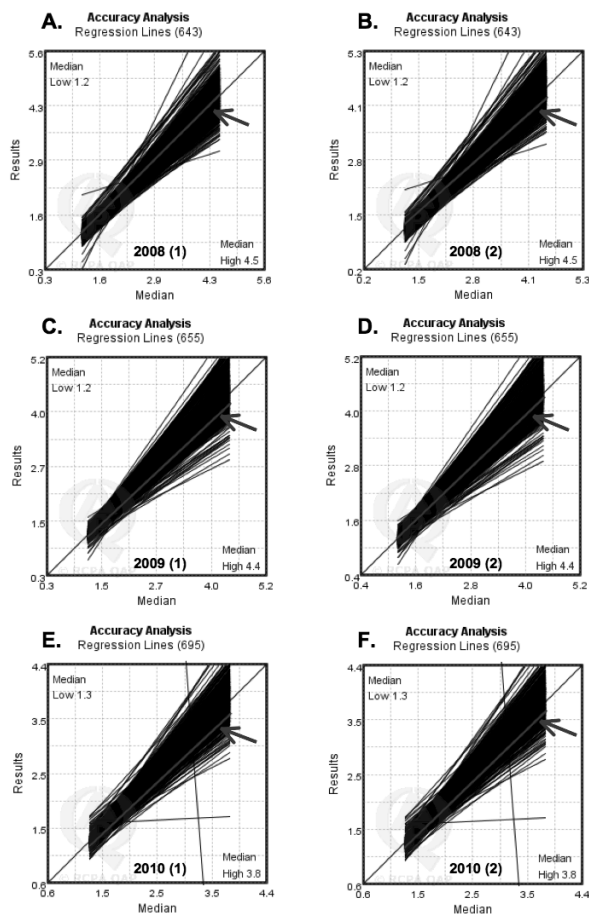 A. Accuracy Analysis
Regression Lines (643)
5.6
4.3
2.9
1.6
0.3
Results
Median
Low 1.2
2008 (1)
Median
High 4.5
0.3 1.6 2.9 4.3 5.6
Median
B. Accuracy Analysis
Regression Lines (643)
5.3
4.1
2.8
1.5
0.2
Results
Median
Low 1.2
2008 (2)
Median
High 4.5
0.2 1.5 2.8 4.1 5.3
Median
C. Accuracy Analysis
Regression Lines (655)
5.2
4.0
2.7
1.5
0.3
Results
Median
Low 1.2
2009 (1)
Median
High 4.4
0.3 1.5 2.7 4.0 5.2
Median
D. Accuracy Analysis
Regression Lines (655)
5.2
4.0
2.8
1.6
0.4
Results
Median
Low 1.2
2009 (2)
Median
High 4.4
0.4 1.6 2.8 4.0 5.2
Median
E. Accuracy Analysis
Regression Lines (695)
4.4
3.5
2.5
1.5
0.6
Results
Median
Low 1.3
2010 (1)
Median
High 3.8
0.6 1.5 2.5 3.5 4.4
Median
F. Accuracy Analysis
Regression Lines (695)
4.4
3.5
2.5
1.5
0.6
Results
Median
Low 1.3
2010 (2)
Median
High 3.8
0.6 1.5 2.5 3.5 4.4
Median